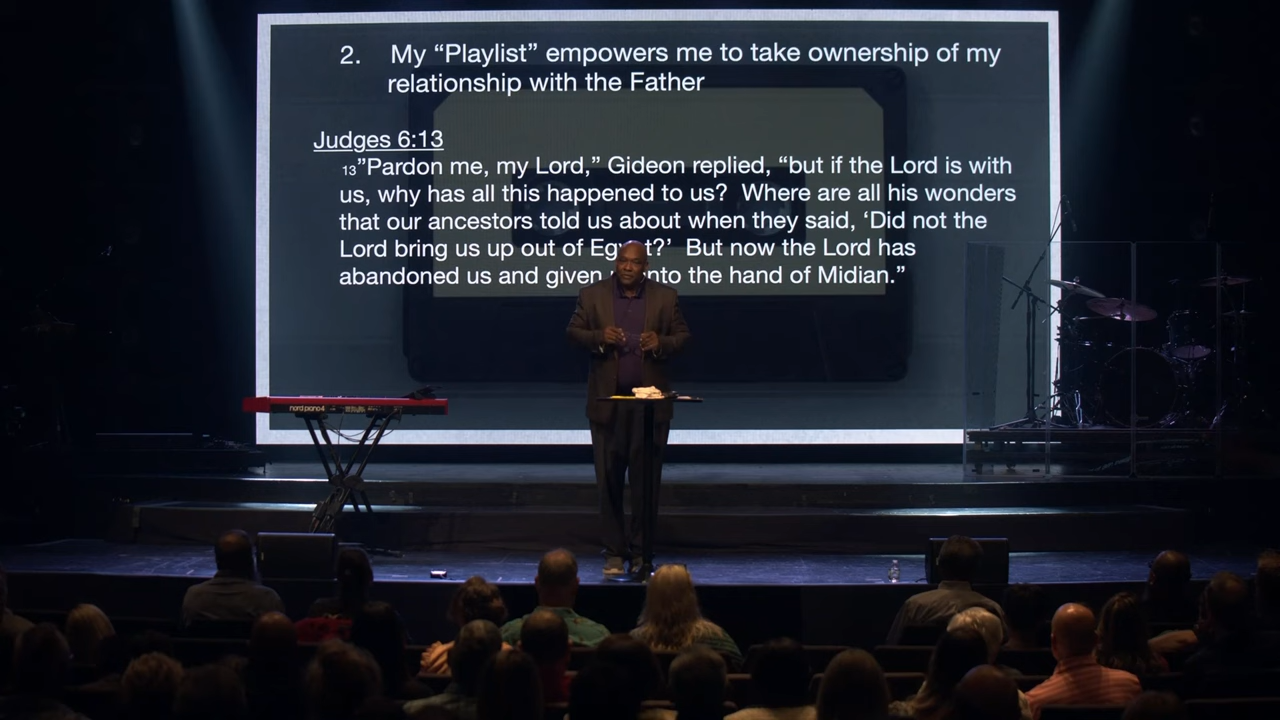 2. My “Playlist” empowers me to take ownership of my
relationship with the Father
Judges 6:13
13”Pardon me, my Lord,” Gideon replied, “but if the Lord is with
us, why has all this happened to us? Where are all his wonders
that our ancestors told us about when they said, ‘Did not the
Lord bring us up out of Egypt?’ But now the Lord has
abandoned us and given the hand of Midian.”
nord piano 4